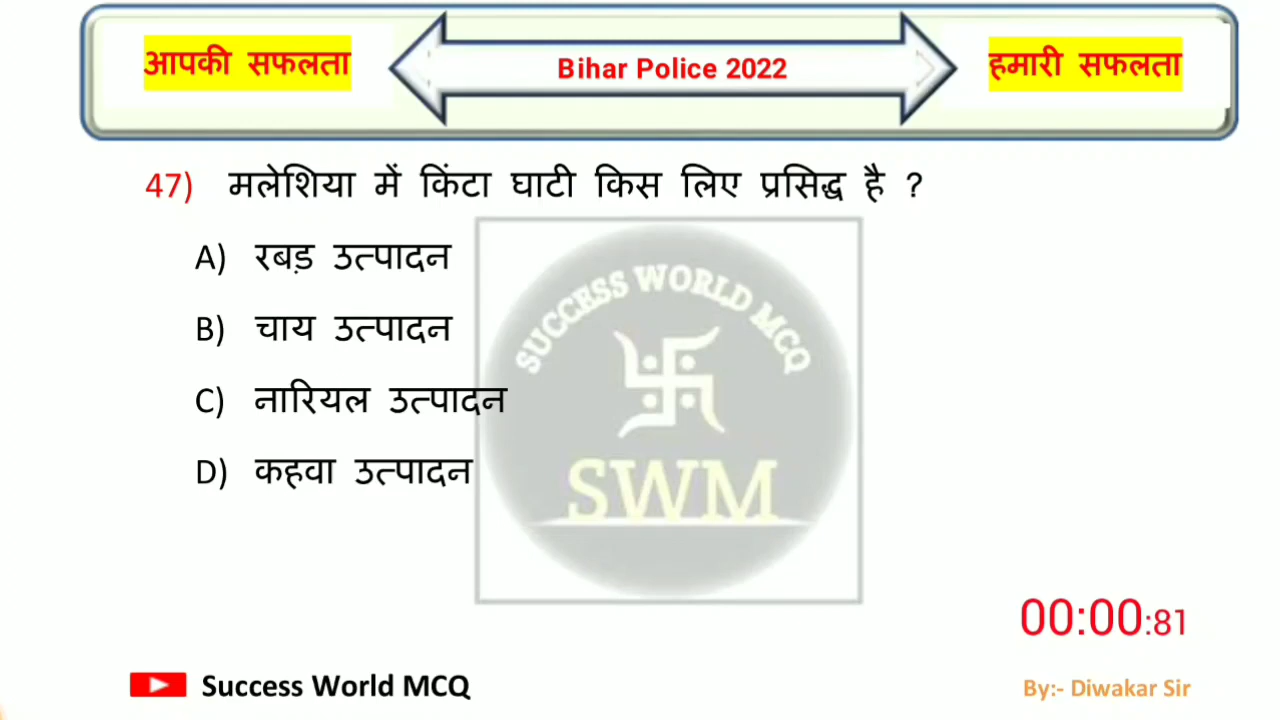 आपकी सफलता
Bihar Police 2022
हमारी सफलता
47) मलेशिया में किंटा घाटी किस लिए प्रसिद्ध है ?
A) रबड़ उत्पादन
B) चाय उत्पादन
C) नारियल उत्पादन
D) कहवा उत्पादन
SUCCESS WORLD MCQ
SWM
00:00:81
Success World MCQ
By:- Diwakar Sir